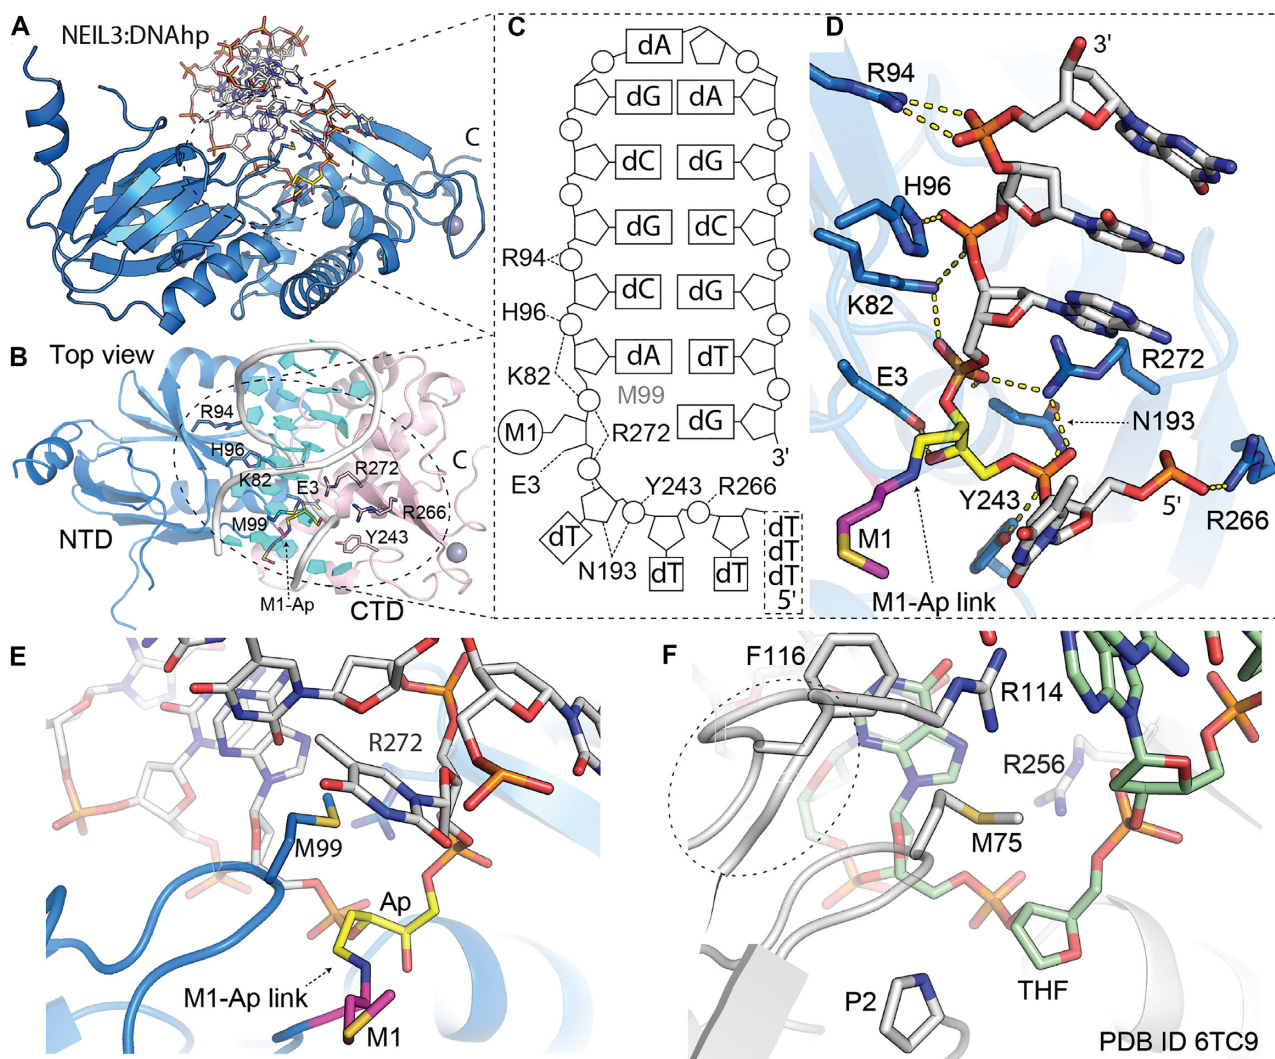 A
NEIL3:DNAhp
C
B
Top view
R94
H96
K82
E3
R272
M99
R266
Y243
C
NTD
M1-Ap
CTD
C
dA
dG
dA
dC
dG
dG
dC
R94
dC
dG
H96
dA
dT
K82
M99
M1
R272
dG
3'
E3
Y243
R266
dT
N193
dT
dT
dT
dT
dT
5'
D
R94
3'
H96
K82
E3
R272
N193
Y243
5'
R266
M1
M1-Ap link
E
R272
M99
Ap
M1-Ap link
M1
F
F116
R114
R256
M75
THF
P2
PDB ID 6TC9